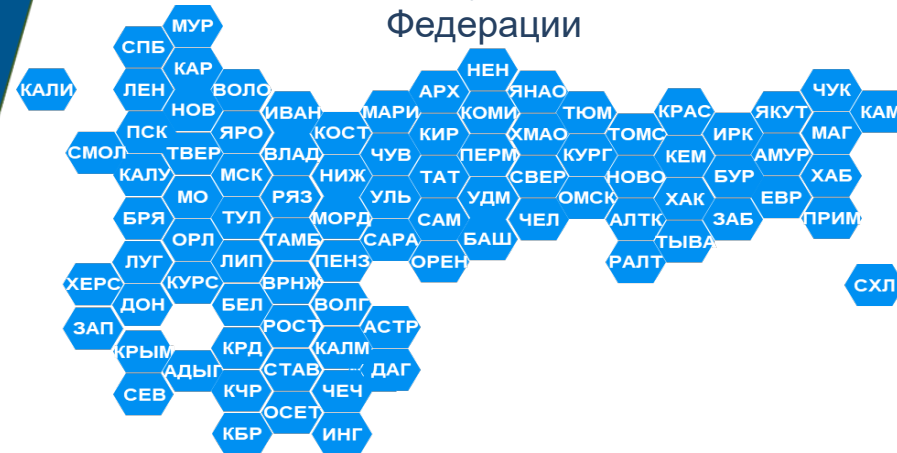 Федерации
МУР
СПБ
КАР
НЕН
КАЛИ
ЛЕН
ВОЛО
АРХ
ЯНАО
ЧУК
НОВ
ИВАН
МАРИ
КОМИ
ТЮМ
КРАС
ЯКУТ
КАМ
ПСК
ЯРО
КОСТ
КИР
ХМАО
ТОМС
ИРК
МАГ
СМОЛ
ТВЕР
ВЛАД
ЧУВ
ПЕРМ
КУРГ
КЕМ
АМУР
КАЛУ
МСК
НИЖ
ТАТ
СВЕР
НОВО
БУР
ХАБ
МО
РЯЗ
УЛЬ
УДМ
ОМСК
ХАК
ЕВР
БРЯ
ТУЛ
МОРД
САМ
ЧЕЛ
АЛТК
ЗАБ
ПРИМ
ОРЛ
ТАМБ
САРА
БАШ
ТЫВА
ЛУГ
ЛИП
ПЕНЗ
ОРЕН
РАЛТ
ХЕРС
КУРС
ВРНЖ
СХЛ
ДОН
БЕЛ
ВОЛГ
ЗАП
РОСТ
АСТР
КРЫМ
КРД
КАЛМ
АДЫГ
СТАВ
ДАГ
СЕВ
КЧР
ЧЕЧ
ОСЕТ
КБР
ИНГ